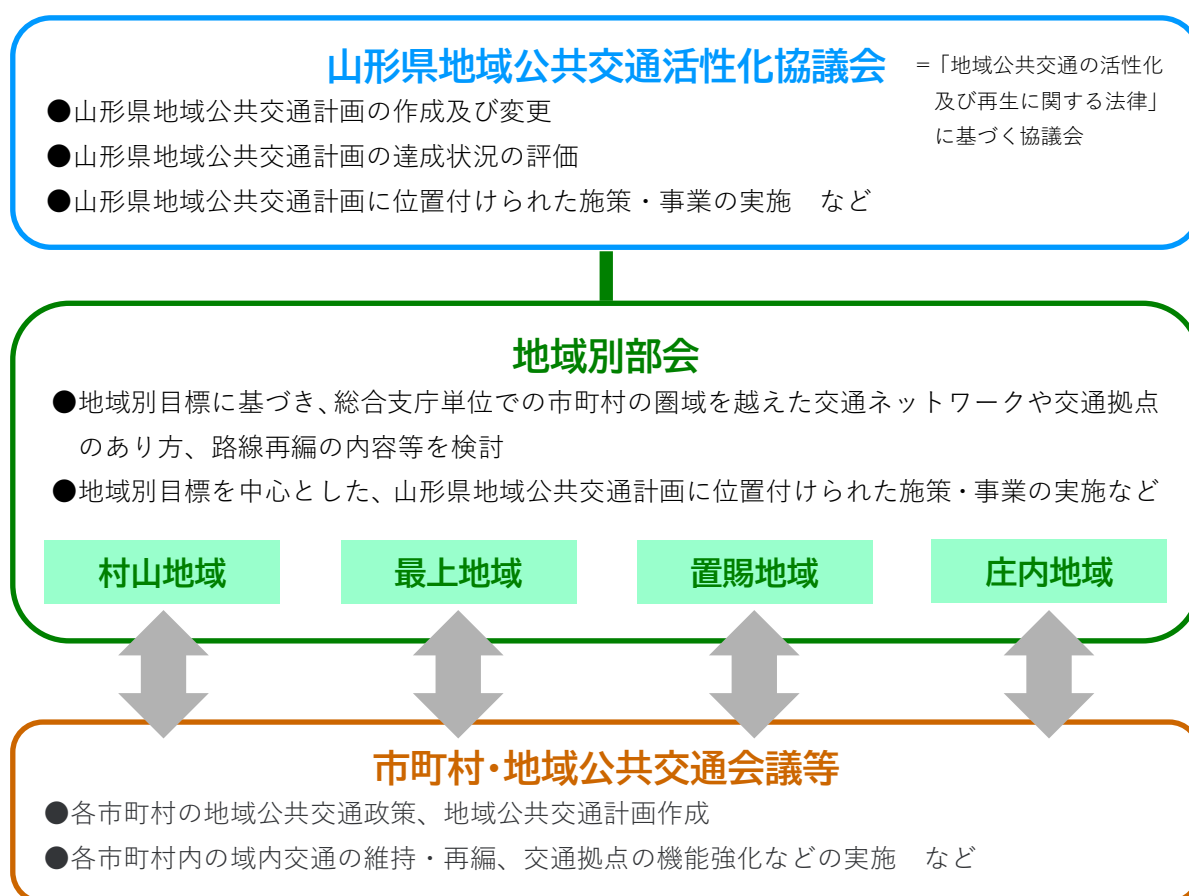 山形県地域公共交通活性化協議会
=「地域公共交通の活性化
及び再生に関する法律」
に基づく協議会
●山形県地域公共交通計画の作成及び変更
●山形県地域公共交通計画の達成状況の評価
●山形県地域公共交通計画に位置付けられた施策・事業の実施　など
地域別部会
●地域別目標に基づき、総合支庁単位での市町村の圏域を越えた交通ネットワークや交通拠点
のあり方、路線再編の内容等を検討
●地域別目標を中心とした、山形県地域公共交通計画に位置付けられた施策・事業の実施など
村山地域
最上地域
置賜地域
庄内地域
市町村・地域公共交通会議等
●各市町村の地域公共交通政策、地域公共交通計画作成
●各市町村内の域内交通の維持・再編、交通拠点の機能強化などの実施　など